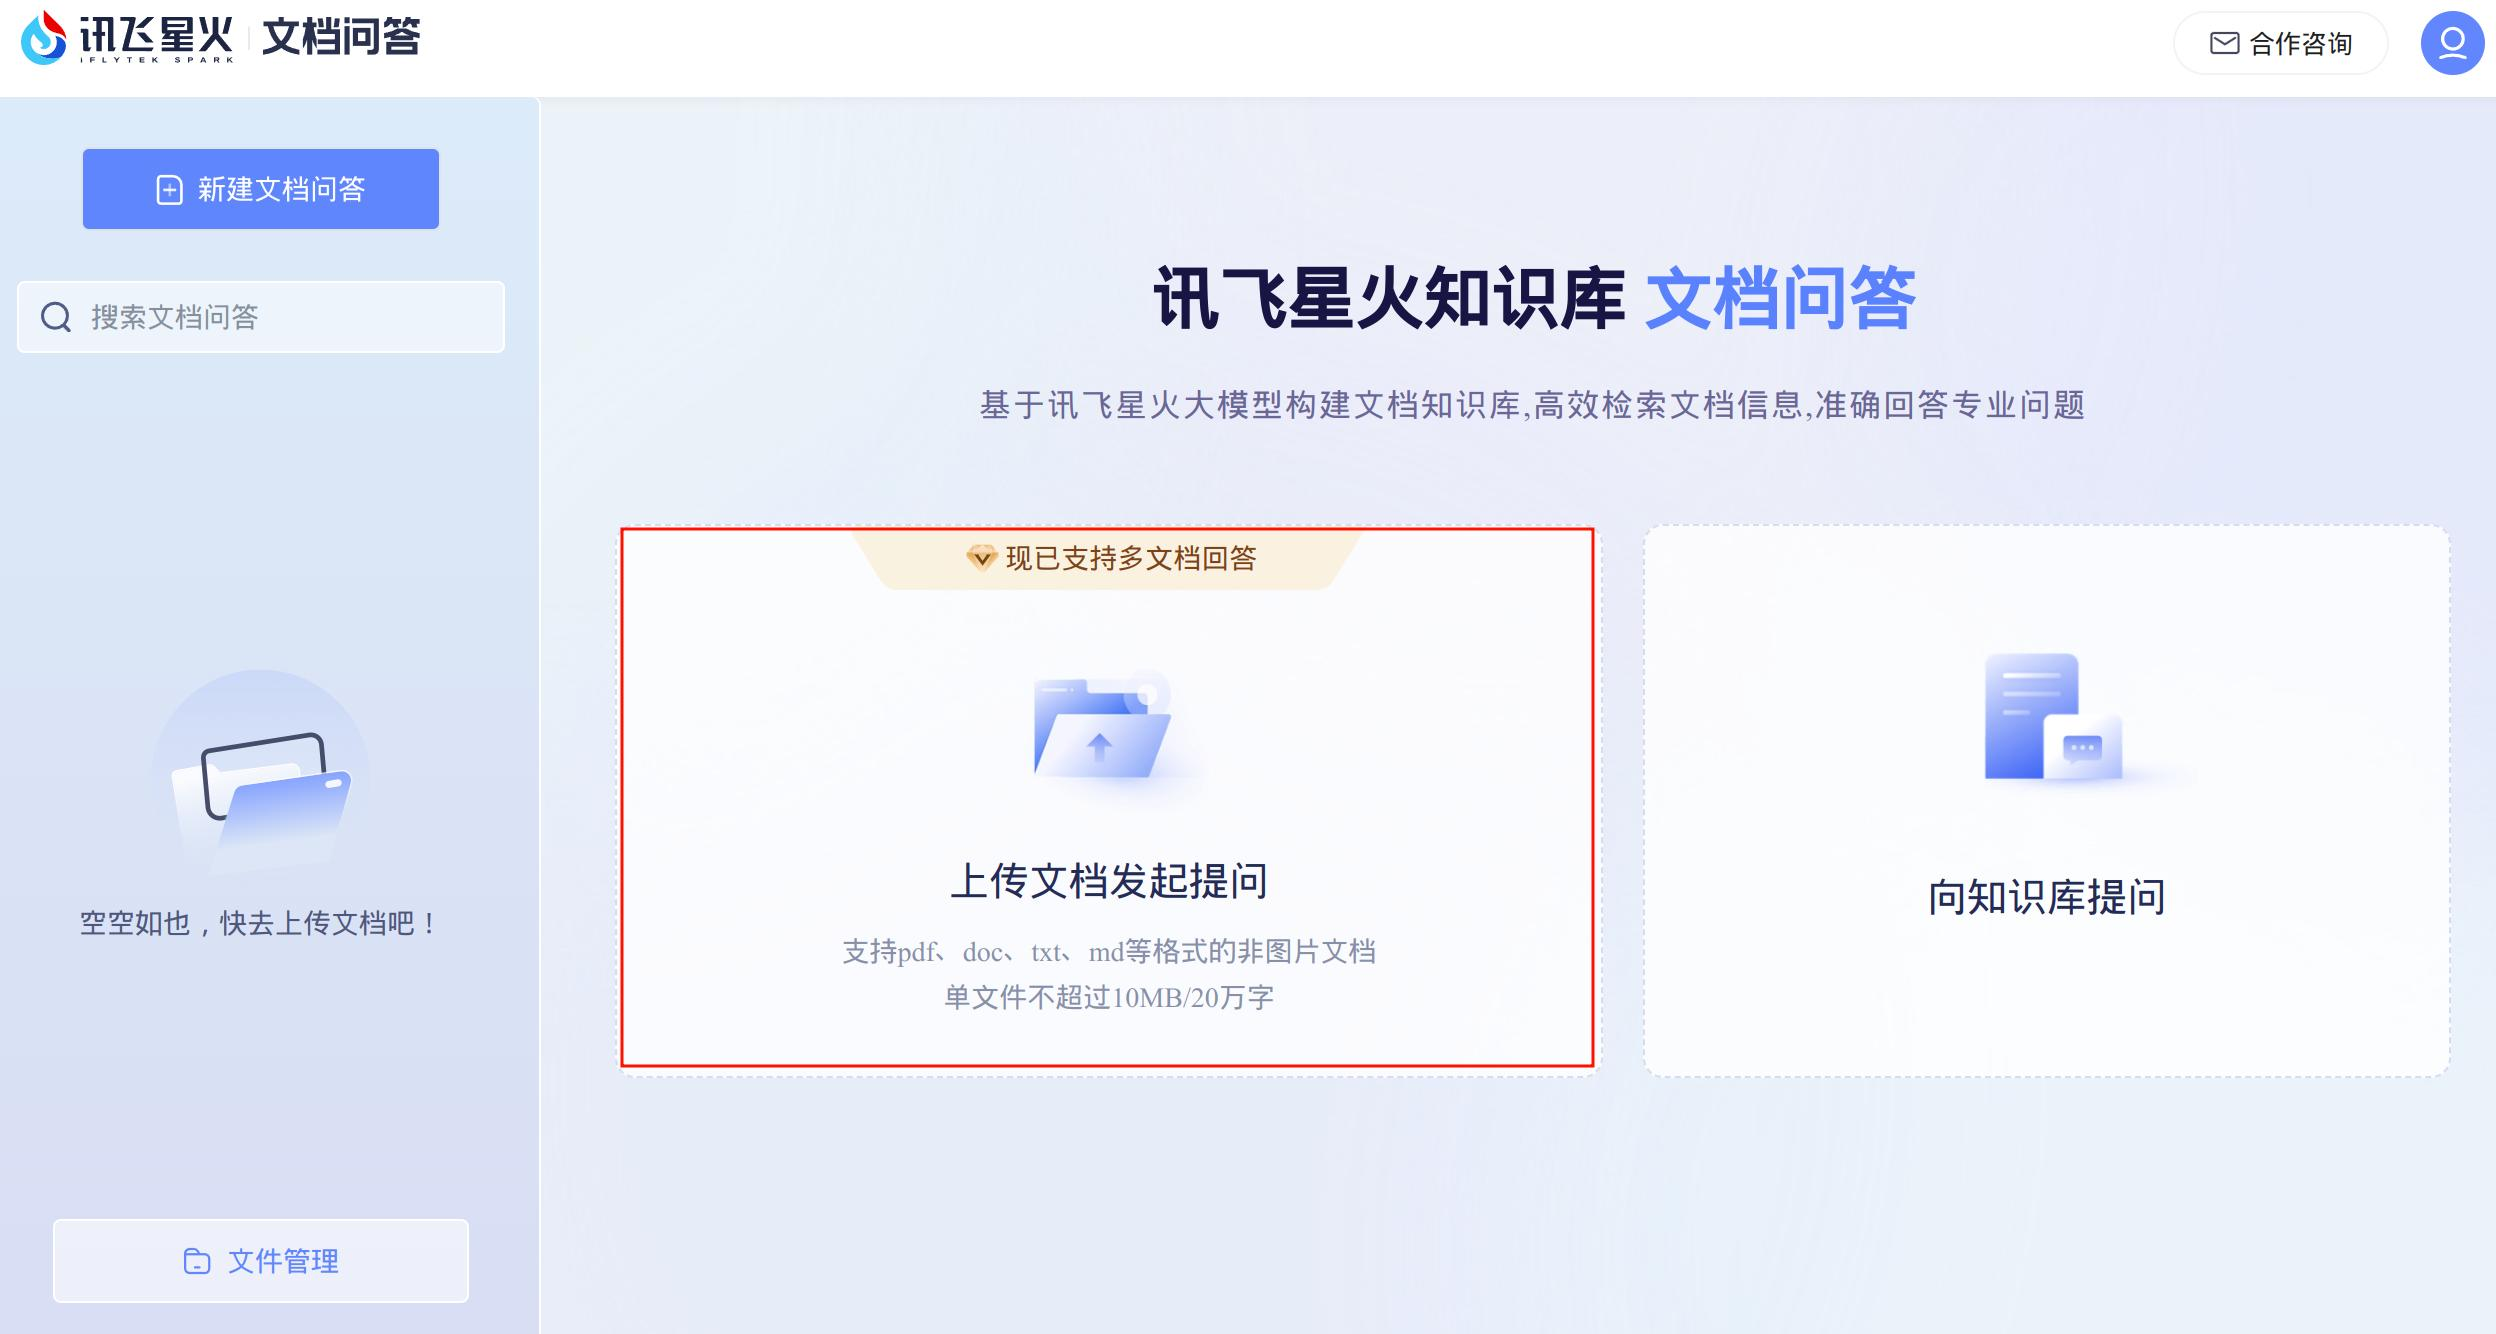 讯飞星火 文档问答
iFLYTEK SPARK
合作咨询
新建文档问答
搜索文档问答
空空如也，快去上传文档吧！
文件管理
讯飞星火知识库 文档问答
基于讯飞星火大模型构建文档知识库,高效检索文档信息,准确回答专业问题
现已支持多文档回答
上传文档发起提问
支持pdf、doc、txt、md等格式的非图片文档
单文件不超过10MB/20万字
向知识库提问